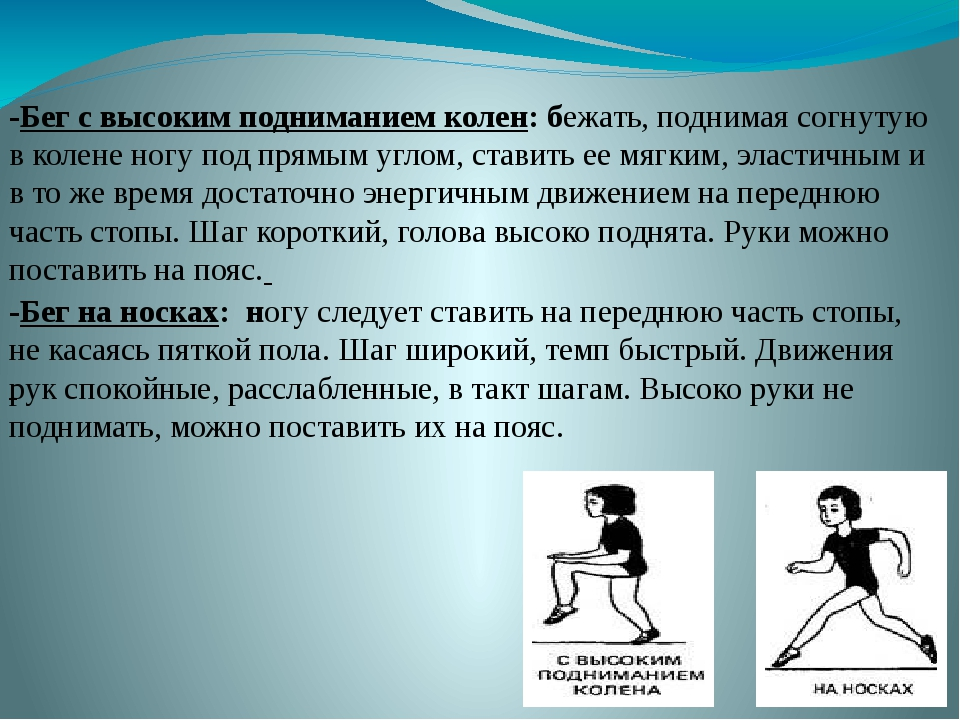 -Бег с высоким подниманием колен: бежать, поднимая согнутую
в колене ногу под прямым углом, ставить ее мягким, эластичным и
в то же время достаточно энергичным движением на переднюю
часть стопы. Шаг короткий, голова высоко поднята. Руки можно
поставить на пояс.
-Бег на носках:  ногу следует ставить на переднюю часть стопы,
не касаясь пяткой пола. Шаг широкий, темп быстрый. Движения
рук спокойные, расслабленные, в такт шагам. Высоко руки не
поднимать, можно поставить их на пояс.
С ВЫСОКИМ
ПОДНИМАНИЕМ
КОЛЕНА
НА НОСКАХ